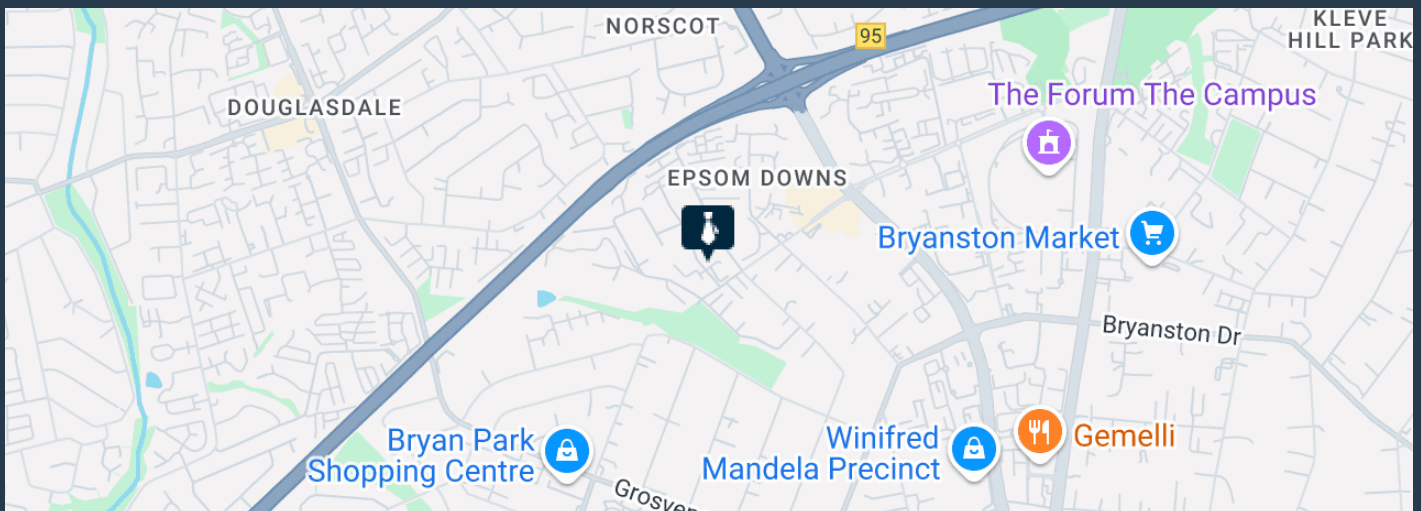 NORSCOT
95
KLEVE
HILL PARK
DOUGLASDALE
The Forum The Campus
EPSOM DOWNS
Bryanston Market
Bryanston Dr
Bryan Park
Shopping Centre
Winifred
Mandela Precinct
Gemelli